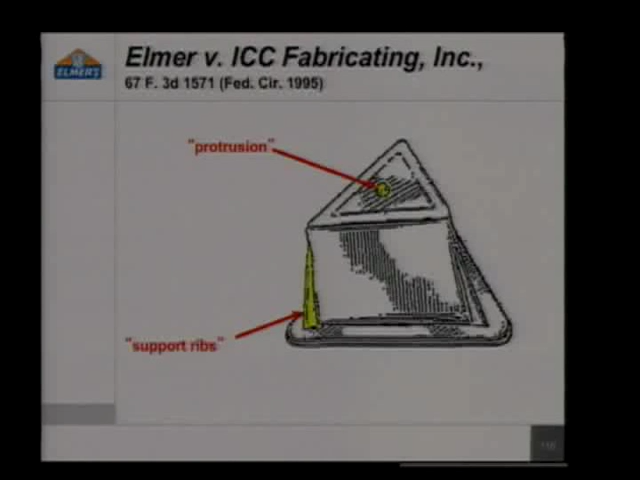 ELMER'S
Elmer v. ICC Fabricating, Inc.,
67 F. 3d 1571 (Fed. Cir. 1995)
"protrusion"
"support ribs"